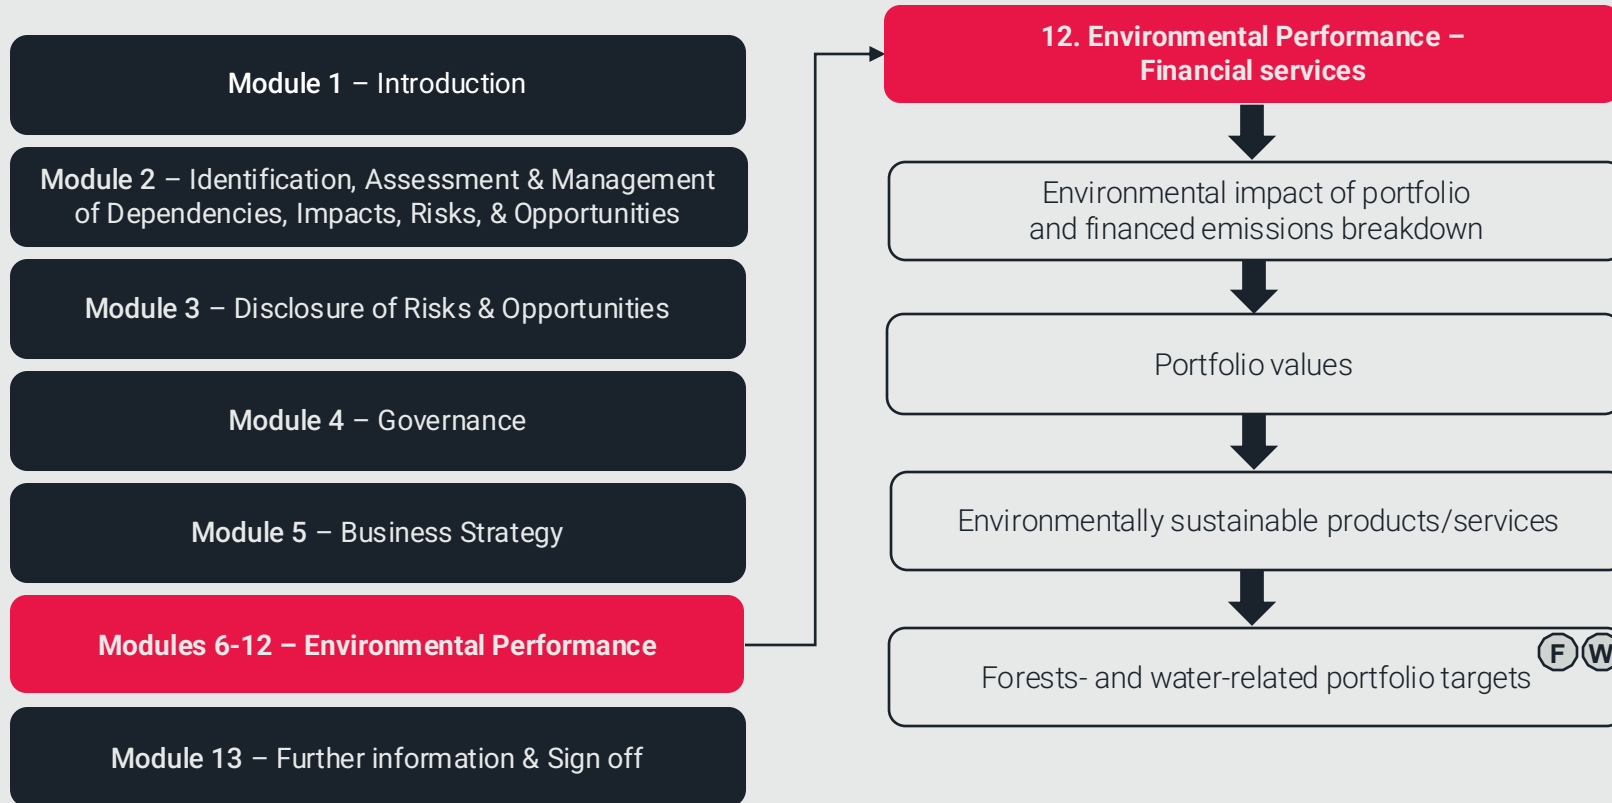 Module 1 – Introduction
Module 2 – Identification, Assessment & Management
of Dependencies, Impacts, Risks, & Opportunities
Module 3 – Disclosure of Risks & Opportunities
Module 4 – Governance
Module 5 – Business Strategy
Modules 6-12 – Environmental Performance
Module 13 – Further information & Sign off
12. Environmental Performance –
Financial services
Environmental impact of portfolio
and financed emissions breakdown
Portfolio values
Environmentally sustainable products/services
Forests- and water-related portfolio targets
F W